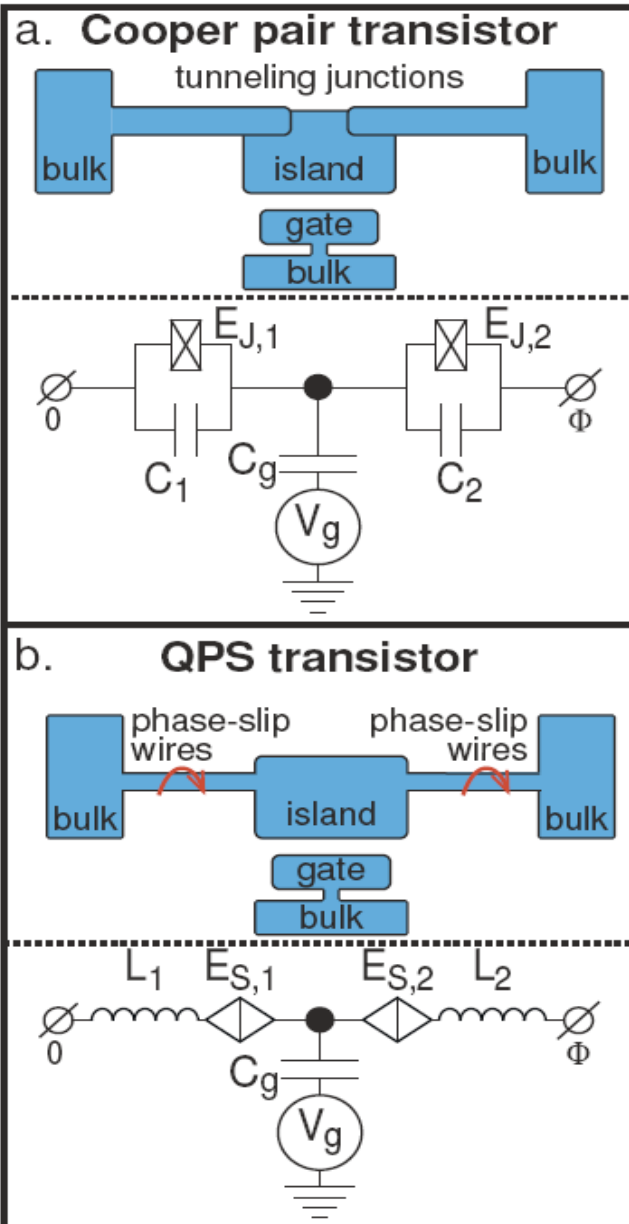 a. Cooper pair transistor
tunneling junctions
bulk island bulk
gate
bulk
E_J,1 E_J,2
0 Φ
C_1 C_g C_2
V_g
b. QPS transistor
phase-slip phase-slip
wires wires
bulk island bulk
gate
bulk
L_1 E_S,1 E_S,2 L_2
0 Φ
C_g
V_g